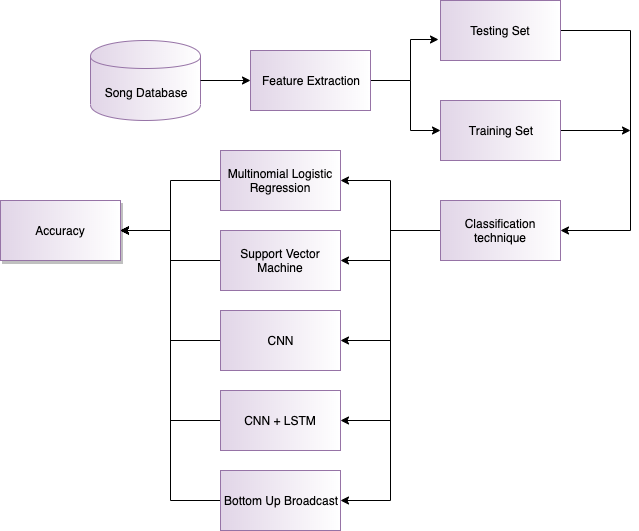 Testing Set
Song Database
Feature Extraction
Training Set
Multinomial Logistic
Regression
Accuracy
Classification
technique
Support Vector
Machine
CNN
CNN + LSTM
Bottom Up Broadcast